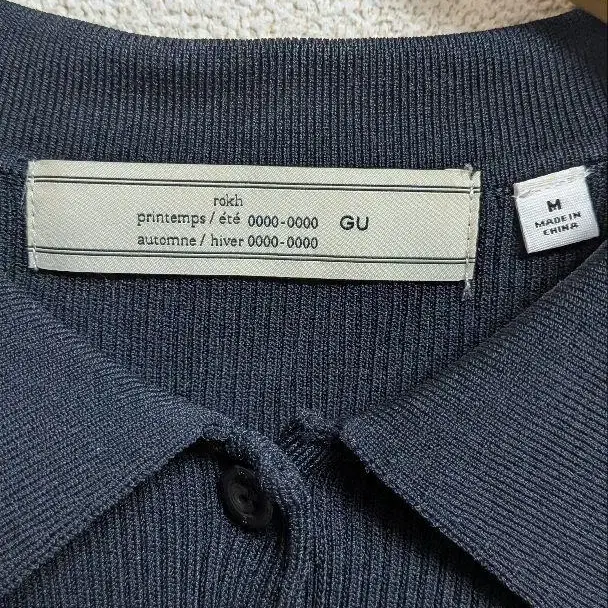 rokh
printemps / été 0000-0000 GU
automne / hiver 0000-0000
M
MADE IN
CHINA